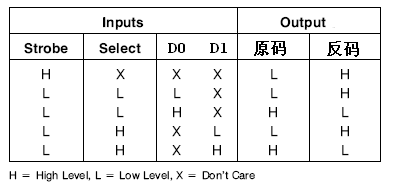 Inputs Output
Strobe Select D0 D1 原码 反码
H X X X L H
L L L X L H
L L H X H L
L H X L L H
L H X H H L
H = High Level, L = Low Level, X = Don't Care